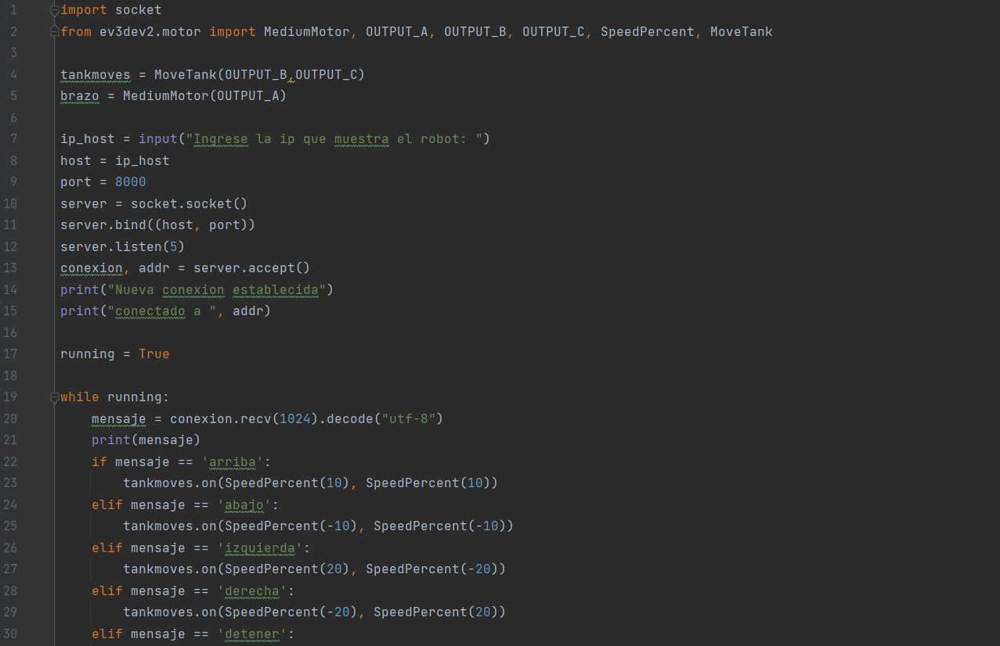 1 import socket
2 from ev3dev2.motor import MediumMotor, OUTPUT_A, OUTPUT_B, OUTPUT_C, SpeedPercent, MoveTank
3
4 tankmoves = MoveTank(OUTPUT_B,OUTPUT_C)
5 brazo = MediumMotor(OUTPUT_A)
6
7 ip_host = input("Ingrese la ip que muestra el robot: ")
8 host = ip_host
9 port = 8000
10 server = socket.socket()
11 server.bind((host, port))
12 server.listen(5)
13 conexion, addr = server.accept()
14 print("Nueva conexion establecida")
15 print("conectado a ", addr)
16
17 running = True
18
19 while running:
20     mensaje = conexion.recv(1024).decode("utf-8")
21     print(mensaje)
22     if mensaje == 'arriba':
23         tankmoves.on(SpeedPercent(10), SpeedPercent(10))
24     elif mensaje == 'abajo':
25         tankmoves.on(SpeedPercent(-10), SpeedPercent(-10))
26     elif mensaje == 'izquierda':
27         tankmoves.on(SpeedPercent(20), SpeedPercent(-20))
28     elif mensaje == 'derecha':
29         tankmoves.on(SpeedPercent(-20), SpeedPercent(20))
30     elif mensaje == 'detener':